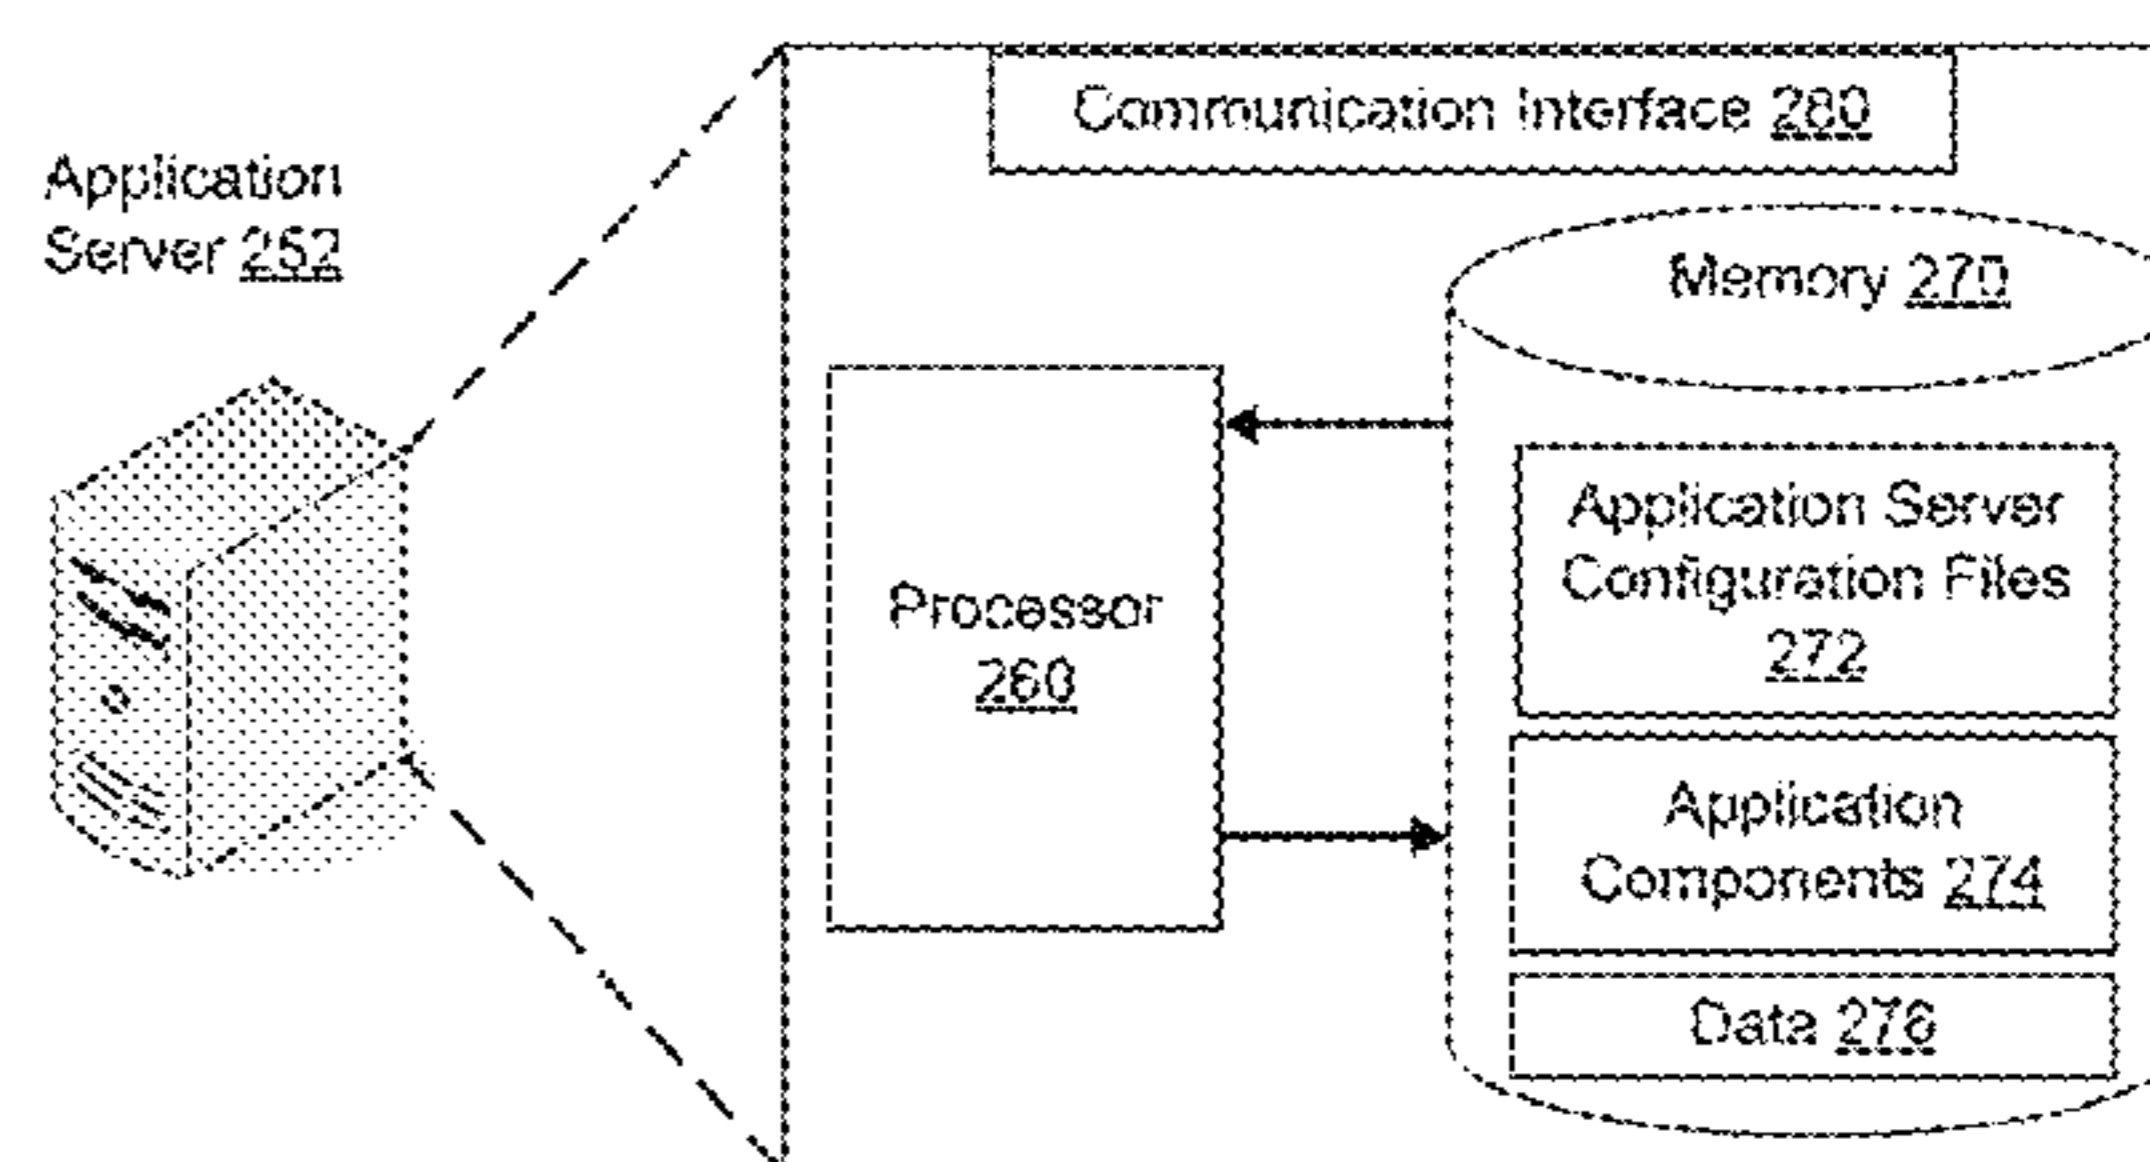 Communication Interface 280
Application
Server 252
Memory 270
Application Server
Configuration Files
272
Processor
260
Application
Components 274
Data 276